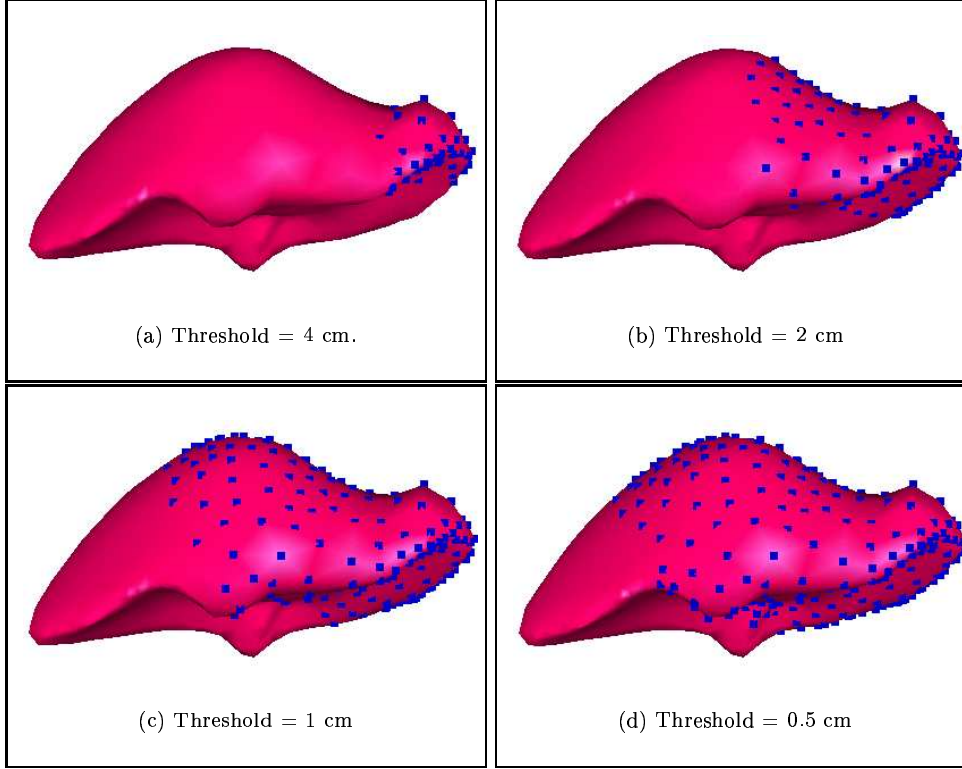 (a) Threshold = 4 cm.
(b) Threshold = 2 cm
(c) Threshold = 1 cm
(d) Threshold = 0.5 cm